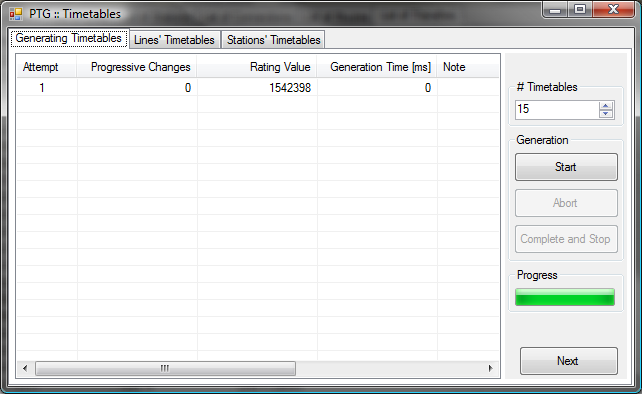 PTG :: Timetables
Generating Timetables Lines' Timetables Stations' Timetables
Attempt Progressive Changes Rating Value Generation Time [ms] Note
1 0 1542398 0
# Timetables
15
Generation
Start
Abort
Complete and Stop
Progress
Next